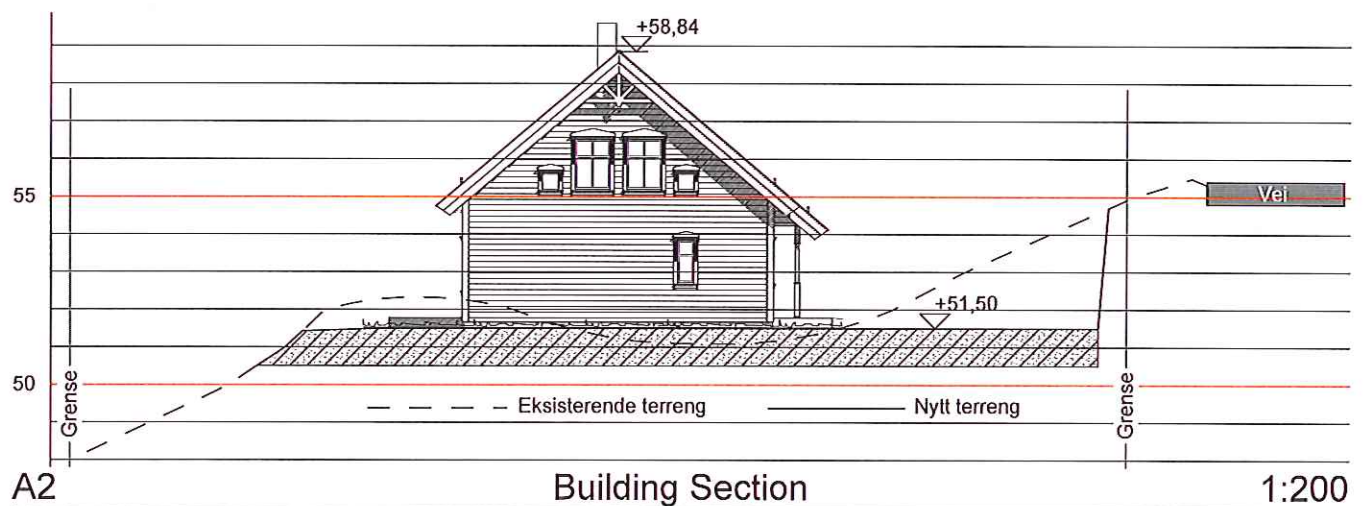 +58,84
55
Vei
+51,50
50
Grense
Eksisterende terreng
Nytt terreng
Grense
A2
Building Section
1:200